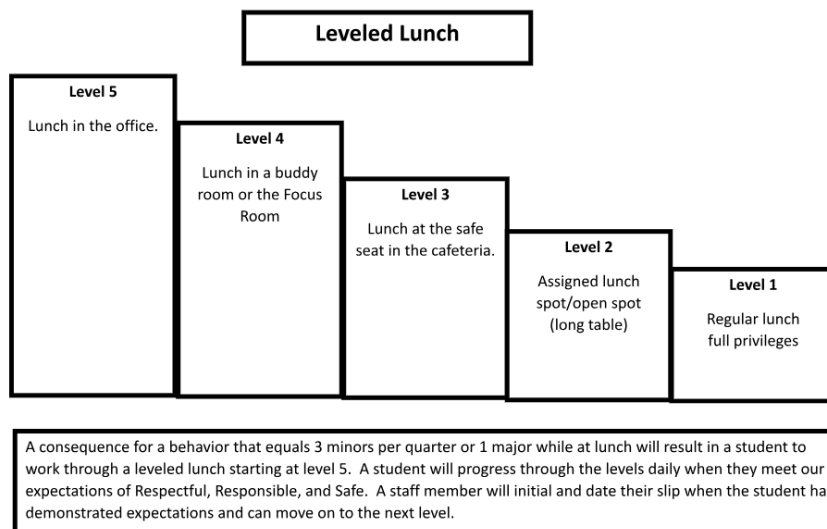 Leveled Lunch
Level 5
Lunch in the office.
Level 4
Lunch in a buddy
room or the Focus
Room
Level 3
Lunch at the safe
seat in the cafeteria.
Level 2
Assigned lunch
spot/open spot
(long table)
Level 1
Regular lunch
full privileges
A consequence for a behavior that equals 3 minors per quarter or 1 major while at lunch will result in a student to
work through a leveled lunch starting at level 5.  A student will progress through the levels daily when they meet our
expectations of Respectful, Responsible, and Safe.  A staff member will initial and date their slip when the student ha
demonstrated expectations and can move on to the next level.